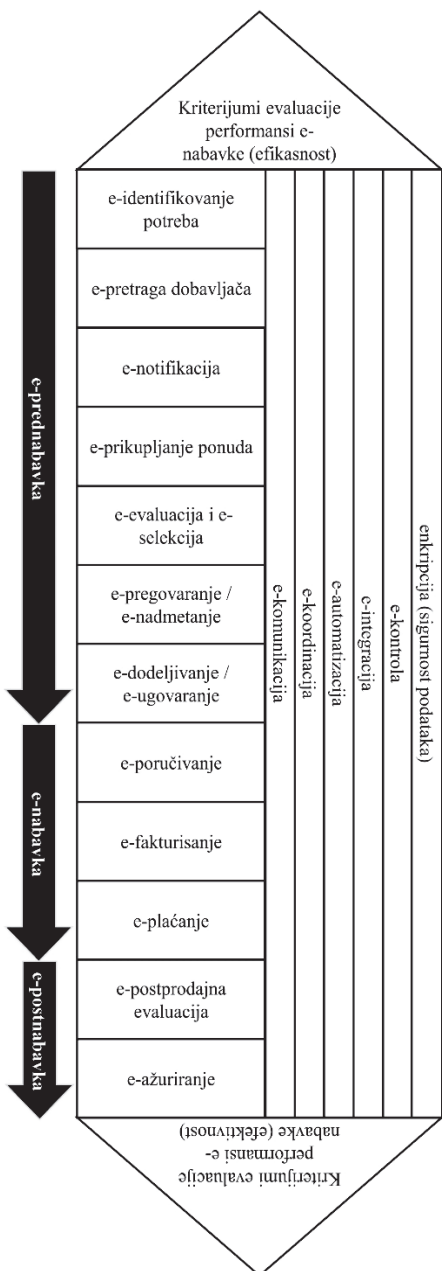 Kriterijumi evaluacije
performansi e-
nabavke (efikasnost)
e-prednabavka
e-identifikovanje
potreba
e-pretraga dobavljača
e-notifikacija
e-prikupljanje ponuda
e-evaluacija i e-
selekcija
e-pregovaranje /
e-nadmetanje
e-dodeljivanje /
e-ugovaranje
e-nabavka
e-poručivanje
e-fakturisanje
e-plaćanje
e-postnabavka
e-postprodajna
evaluacija
e-ažuriranje
e-komunikacija
e-koordinacija
e-automatizacija
e-integracija
e-kontrola
enkripcija (sigurnost podataka)
Kriterijumi evaluacije
performansi e-
nabavke (efektivnost)